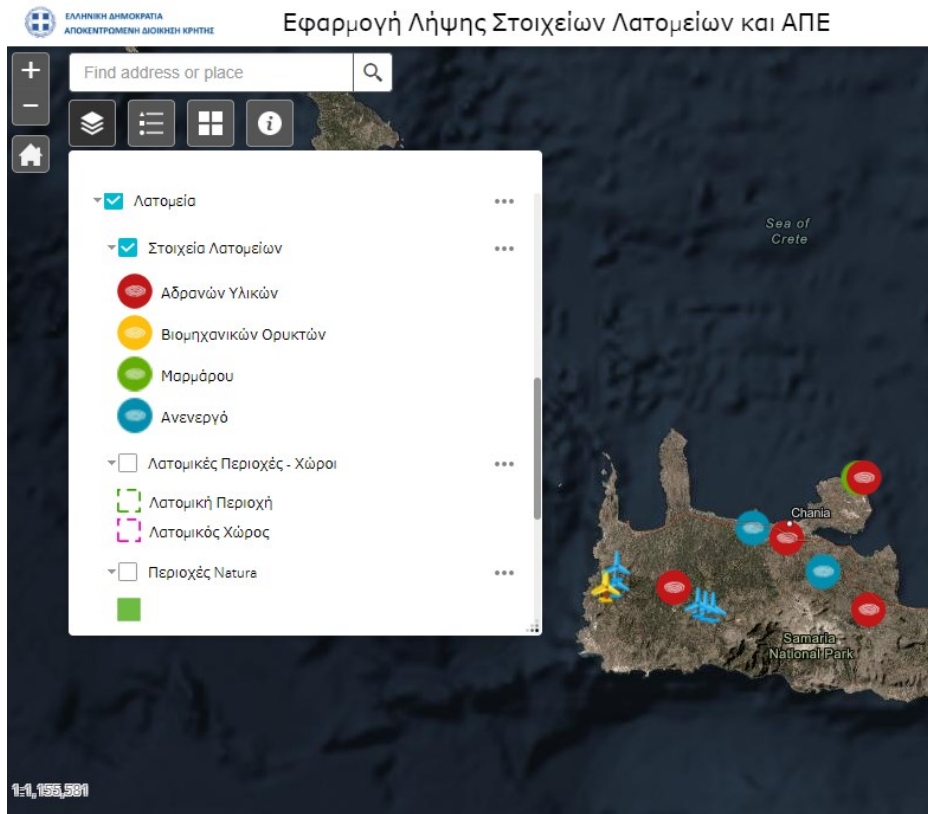 ΕΛΛΗΝΙΚΗ ΔΗΜΟΚΡΑΤΙΑ
ΑΠΟΚΕΝΤΡΩΜΕΝΗ ΔΙΟΙΚΗΣΗ ΚΡΗΤΗΣ
Εφαρμογή Λήψης Στοιχείων Λατομείων και ΑΠΕ
Find address or place
Λατομεία
Στοιχεία Λατομείων
Αδρανών Υλικών
Βιομηχανικών Ορυκτών
Μαρμάρου
Ανενεργό
Λατομικές Περιοχές - Χώροι
Λατομική Περιοχή
Λατομικός Χώρος
Περιοχές Natura
Sea of
Crete
Chania
Samaria
National Park
1:1,155,581